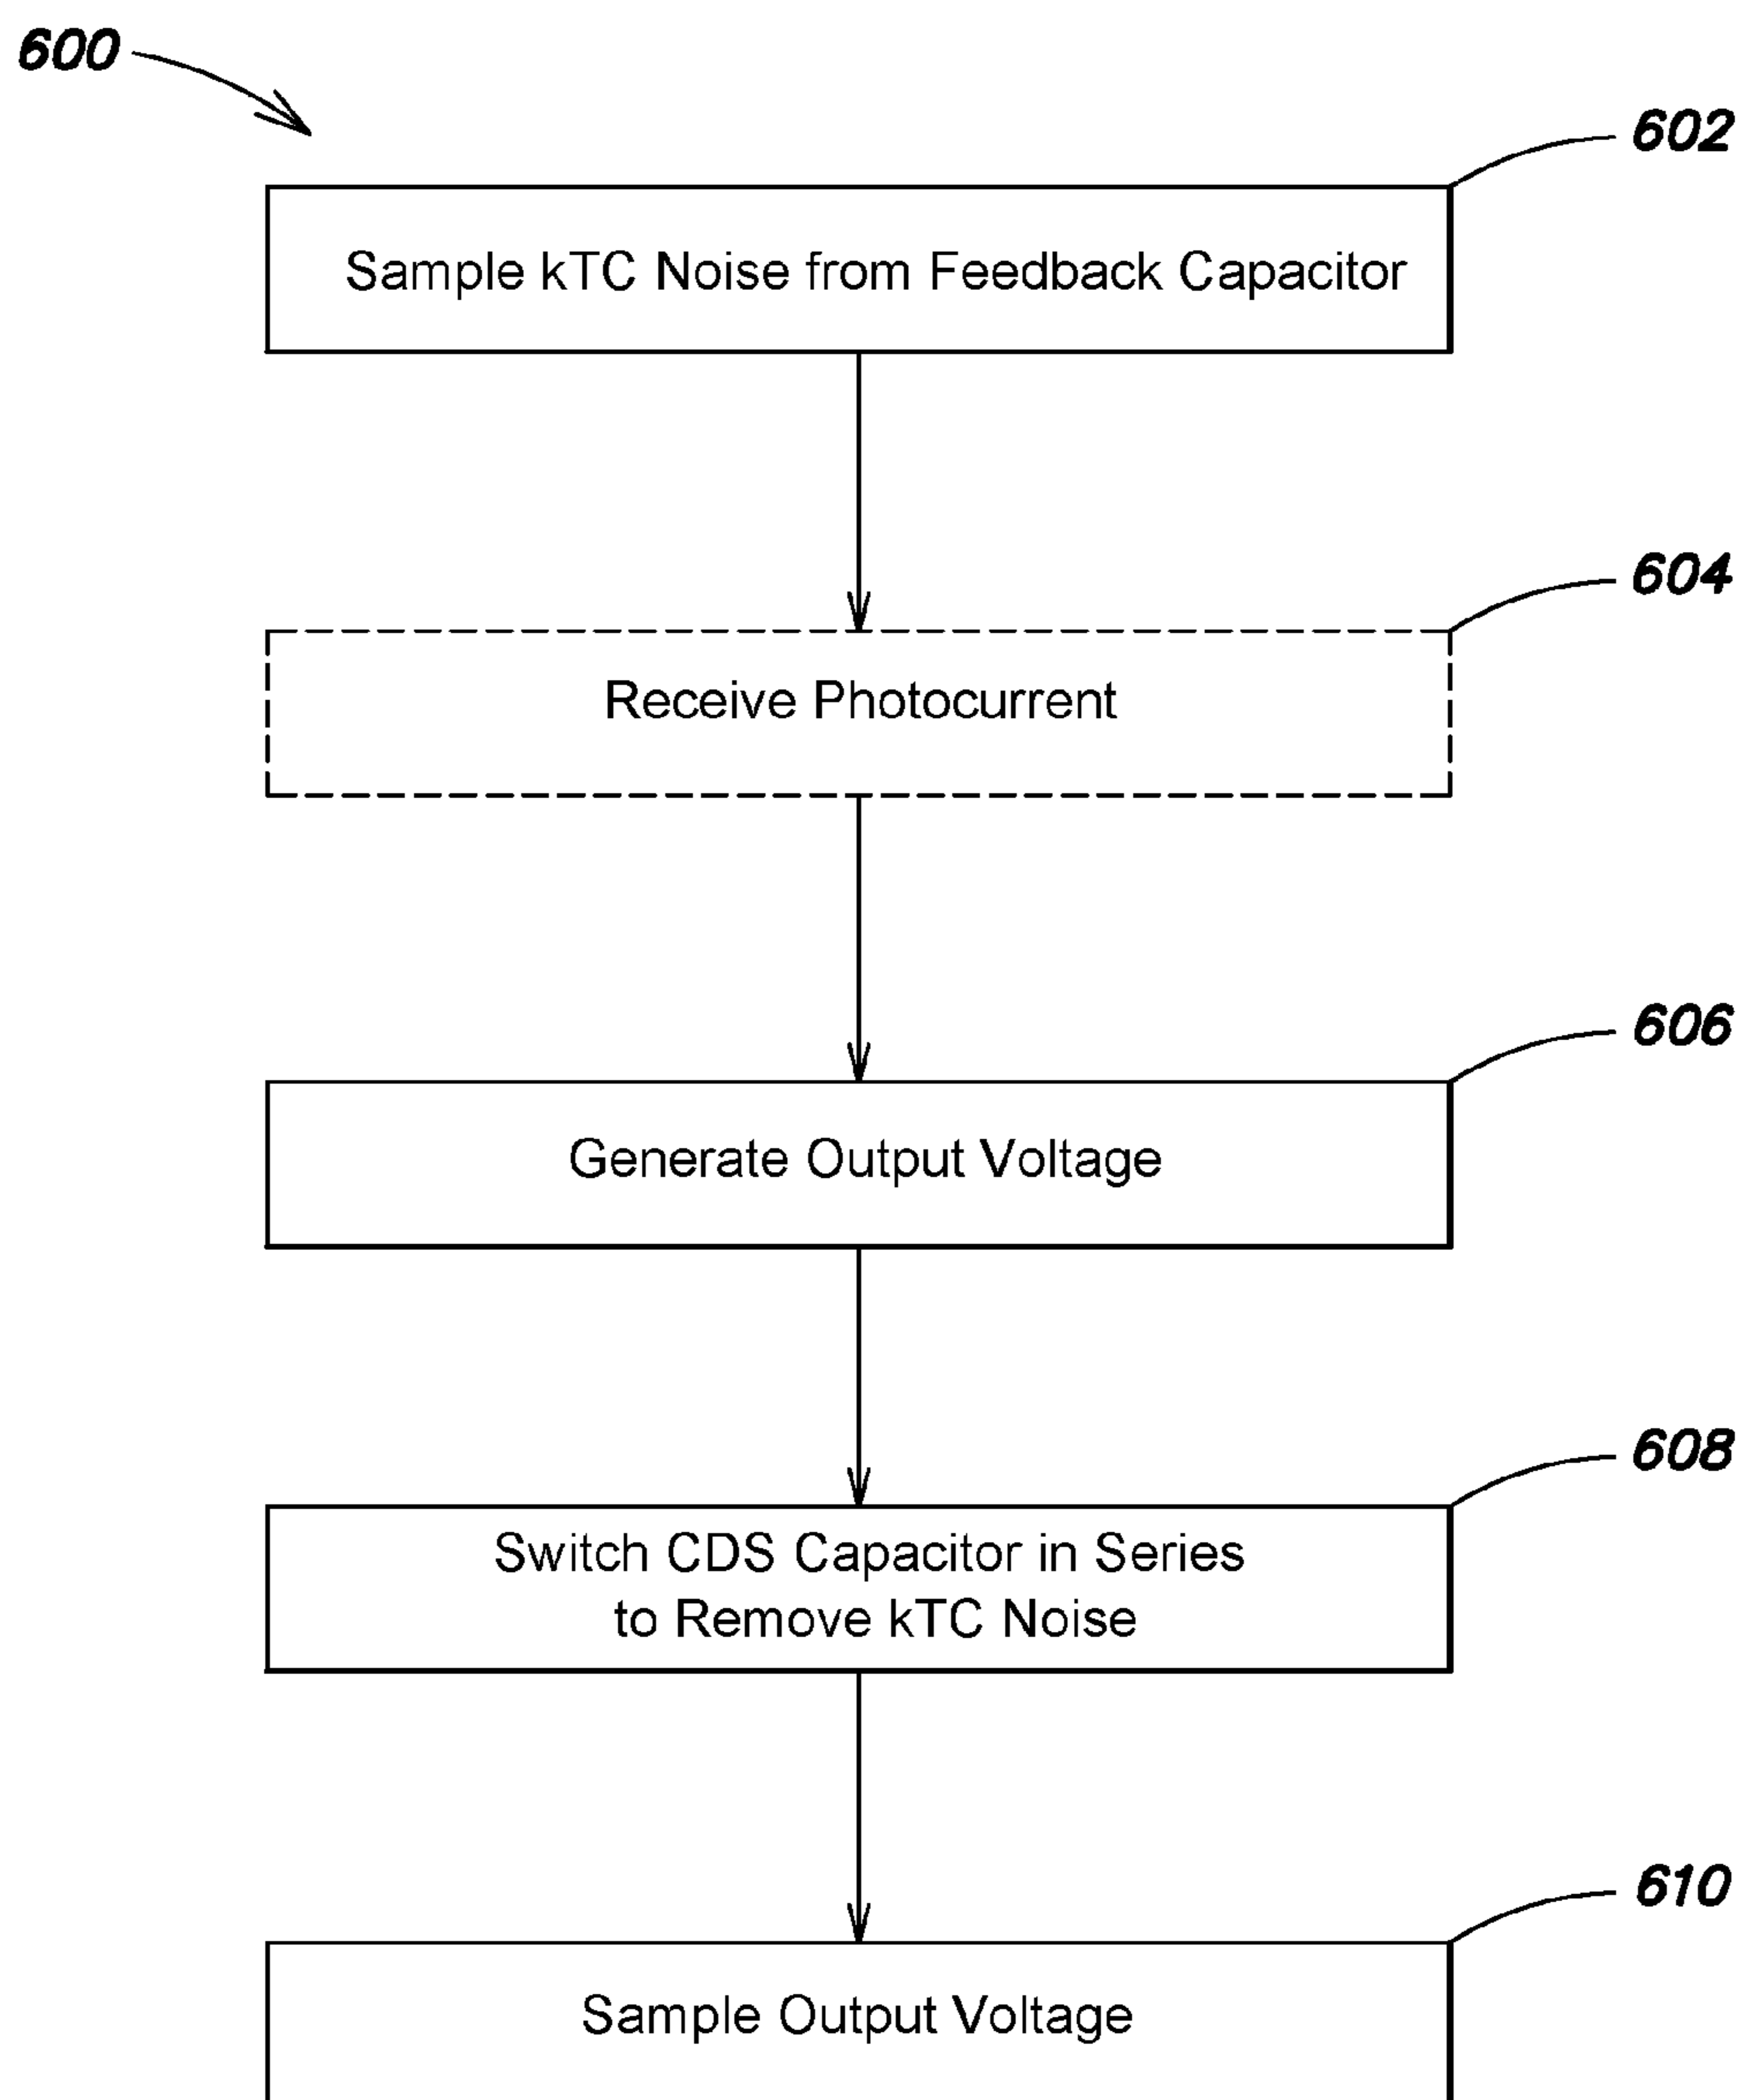 600
602
Sample kTC Noise from Feedback Capacitor
604
Receive Photocurrent
606
Generate Output Voltage
608
Switch CDS Capacitor in Series
to Remove kTC Noise
610
Sample Output Voltage